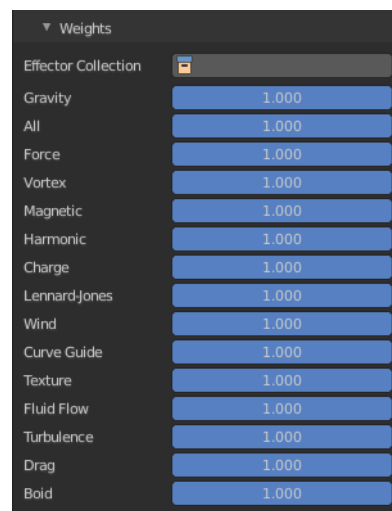 Weights
Effector Collection
Gravity 1.000
All 1.000
Force 1.000
Vortex 1.000
Magnetic 1.000
Harmonic 1.000
Charge 1.000
Lennard-Jones 1.000
Wind 1.000
Curve Guide 1.000
Texture 1.000
Fluid Flow 1.000
Turbulence 1.000
Drag 1.000
Boid 1.000